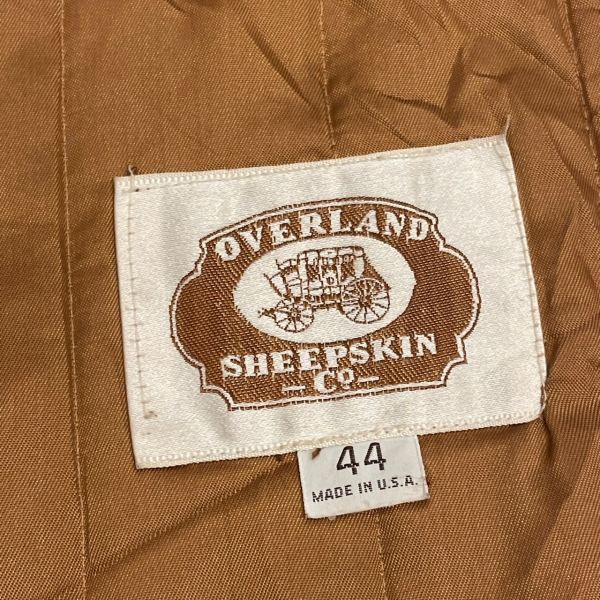 OVERLAND
SHEEPSKIN
-CO-
44
MADE IN U.S.A.